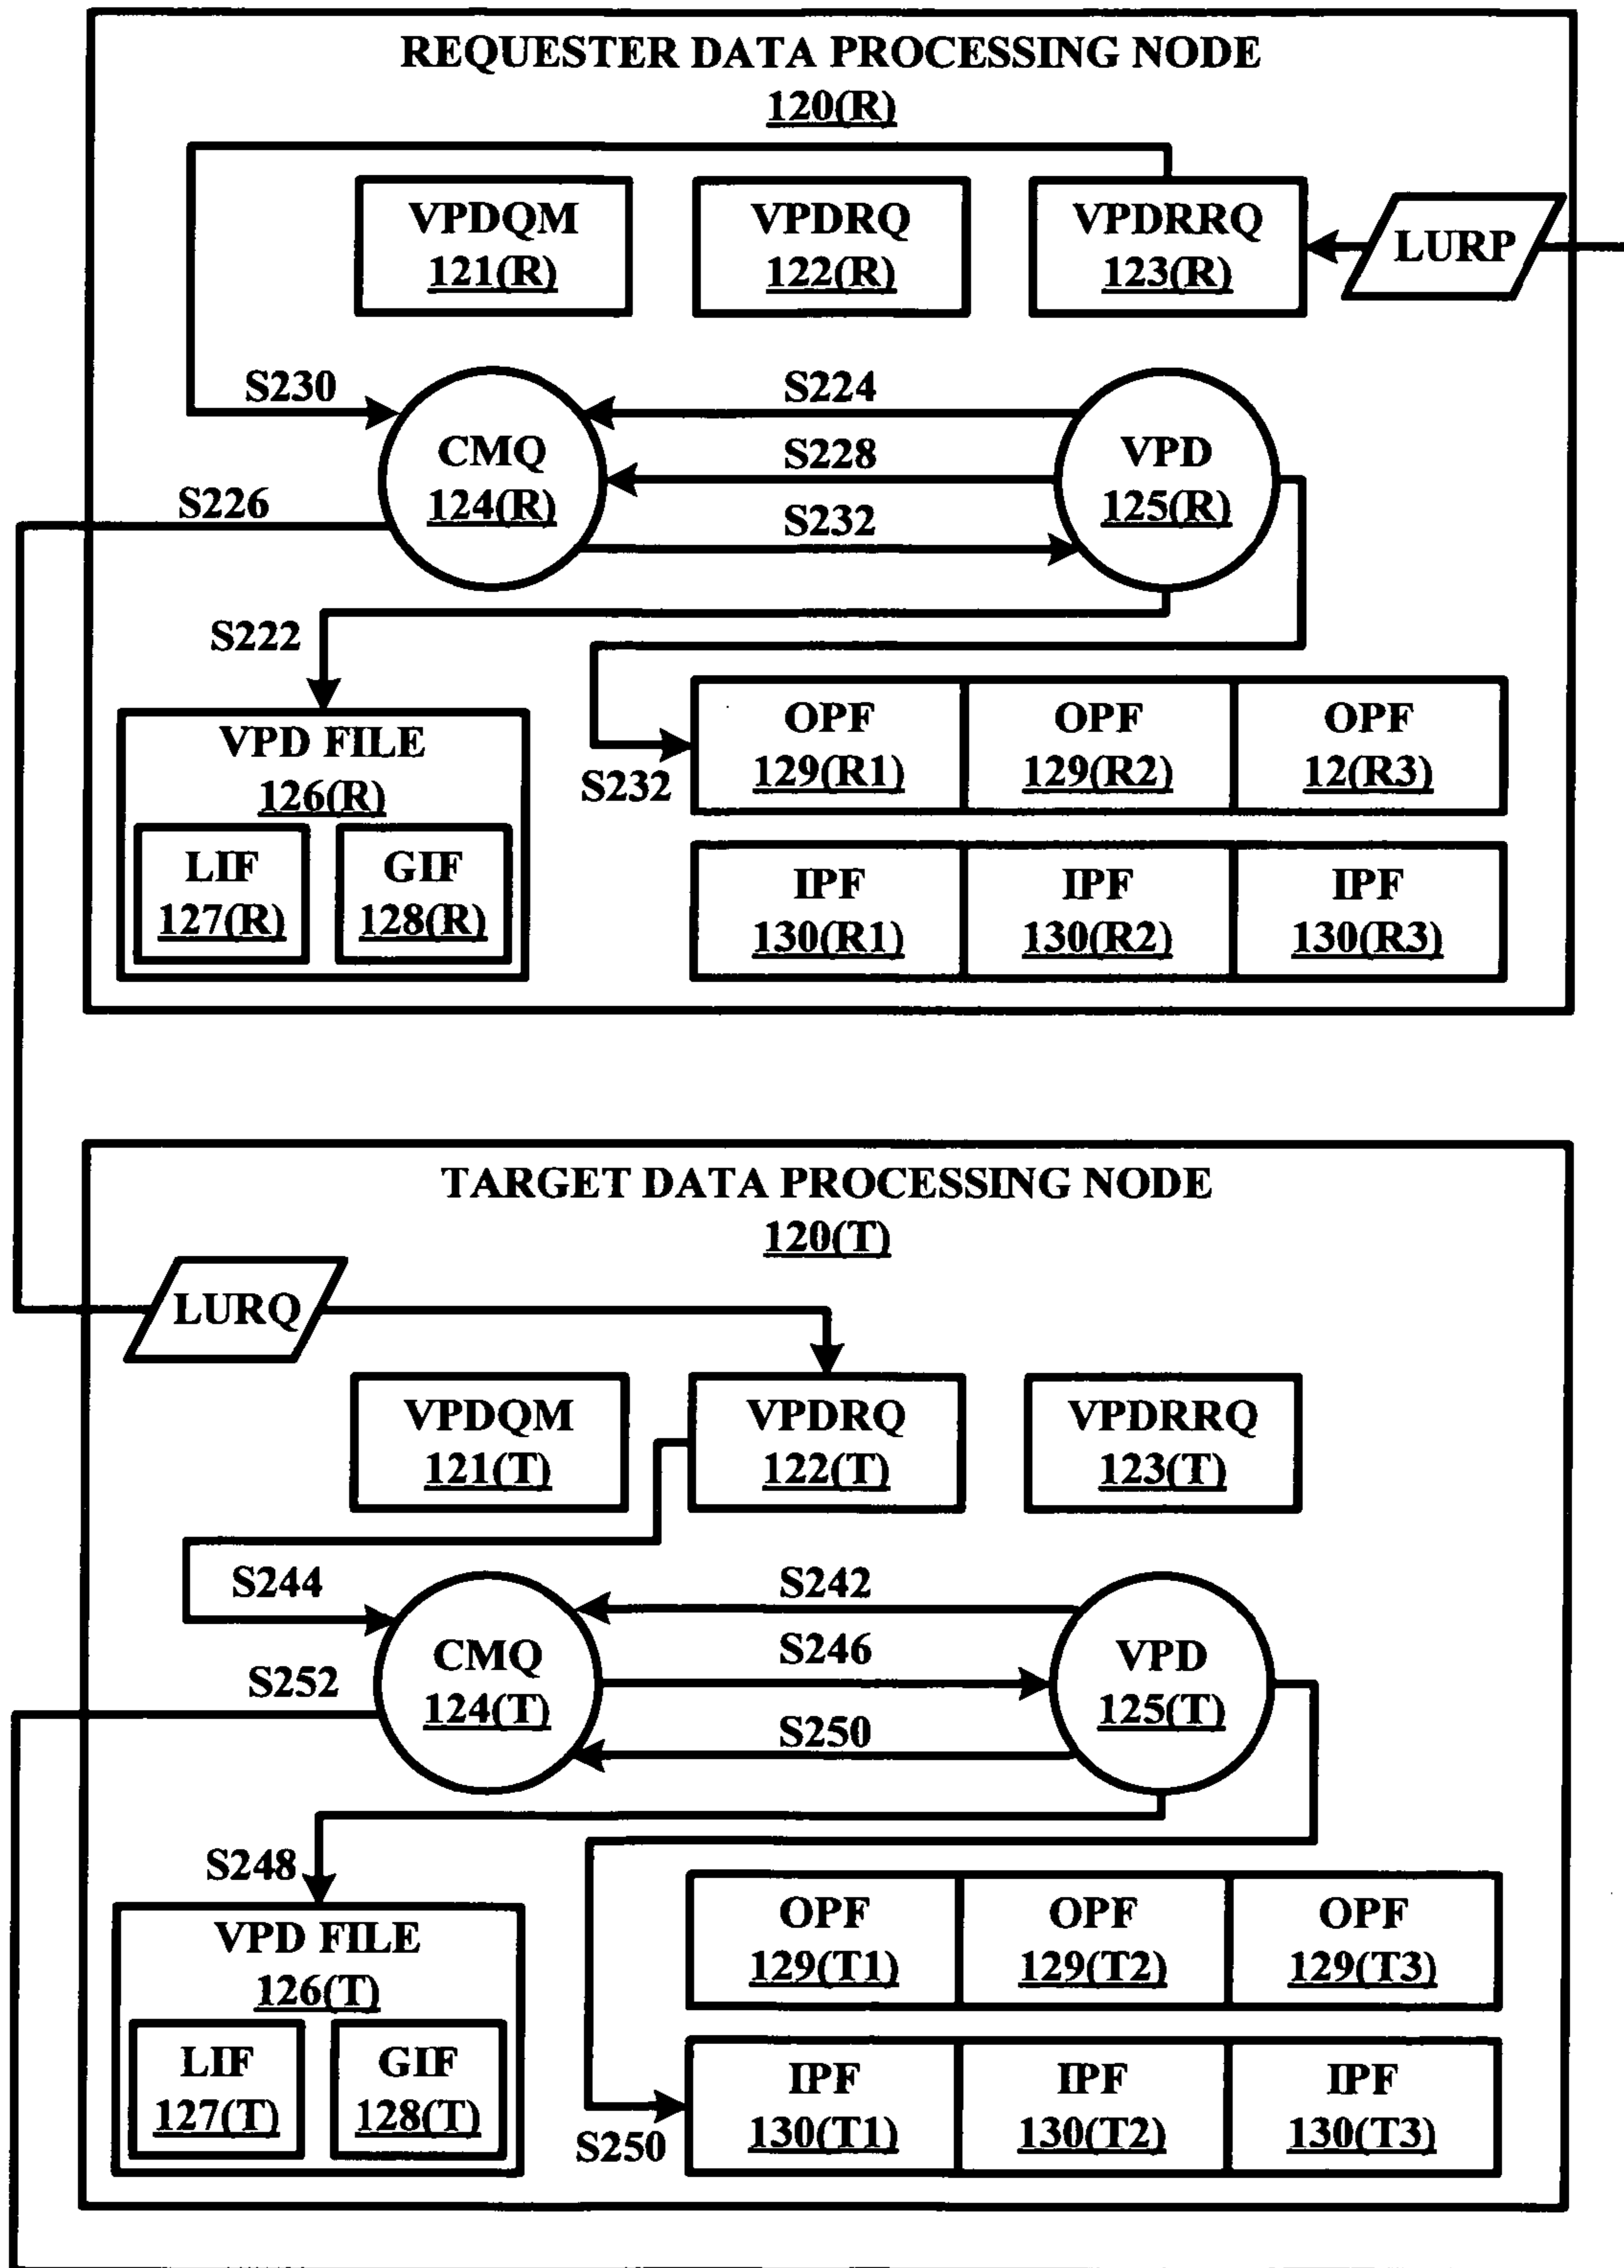 REQUESTER DATA PROCESSING NODE
120(R)
VPDQM
121(R)
VPDRQ
122(R)
VPDRRQ
123(R)
LURP
S230
S224
CMQ
124(R)
S228
VPD
125(R)
S226
S232
S222
VPD FILE
126(R)
LIF
127(R)
GIF
128(R)
S232
OPF
129(R1)
OPF
129(R2)
OPF
12(R3)
IPF
130(R1)
IPF
130(R2)
IPF
130(R3)
TARGET DATA PROCESSING NODE
120(T)
LURQ
VPDQM
121(T)
VPDRQ
122(T)
VPDRRQ
123(T)
S244
S242
CMQ
124(T)
S246
VPD
125(T)
S252
S250
S248
VPD FILE
126(T)
LIF
127(T)
GIF
128(T)
S250
OPF
129(T1)
OPF
129(T2)
OPF
129(T3)
IPF
130(T1)
IPF
130(T2)
IPF
130(T3)